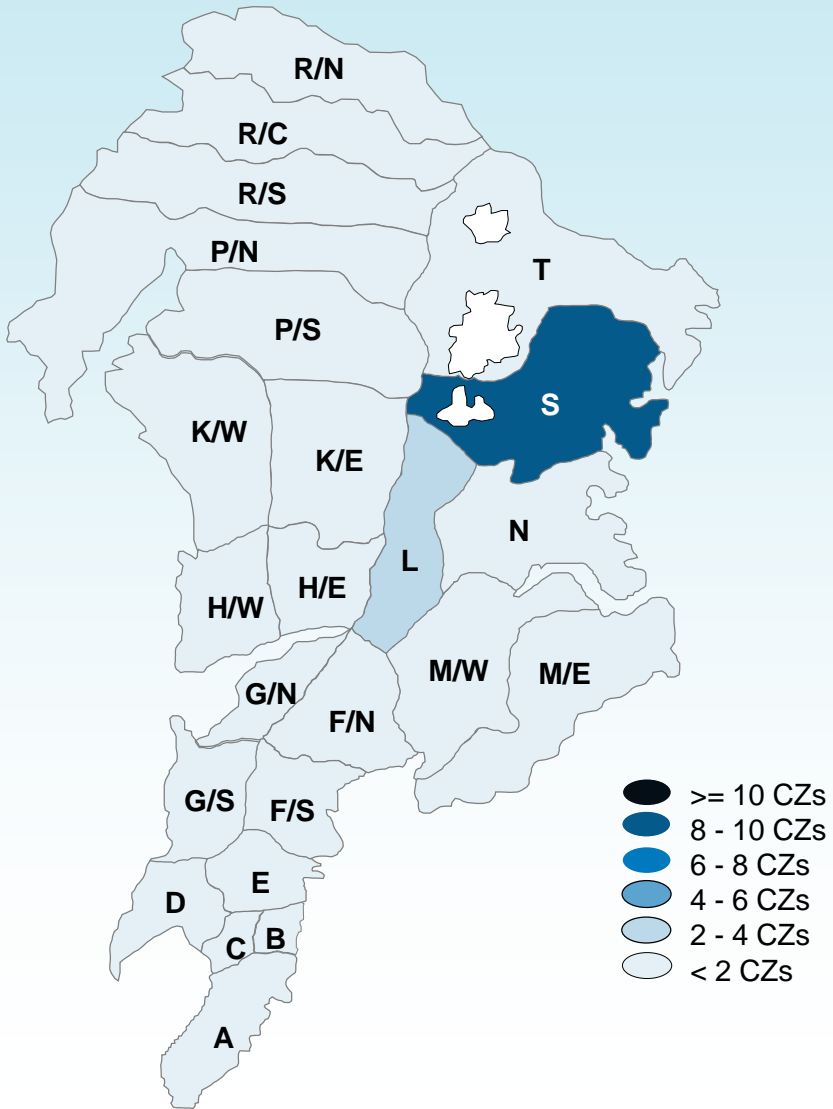 R/N
R/C
R/S
P/N
T
P/S
S
K/W
K/E
N
L
H/E
H/W
M/W
M/E
G/N
F/N
G/S
F/S
E
D
B
C
A
>= 10 CZs
8 - 10 CZs
6 - 8 CZs
4 - 6 CZs
2 - 4 CZs
< 2 CZs